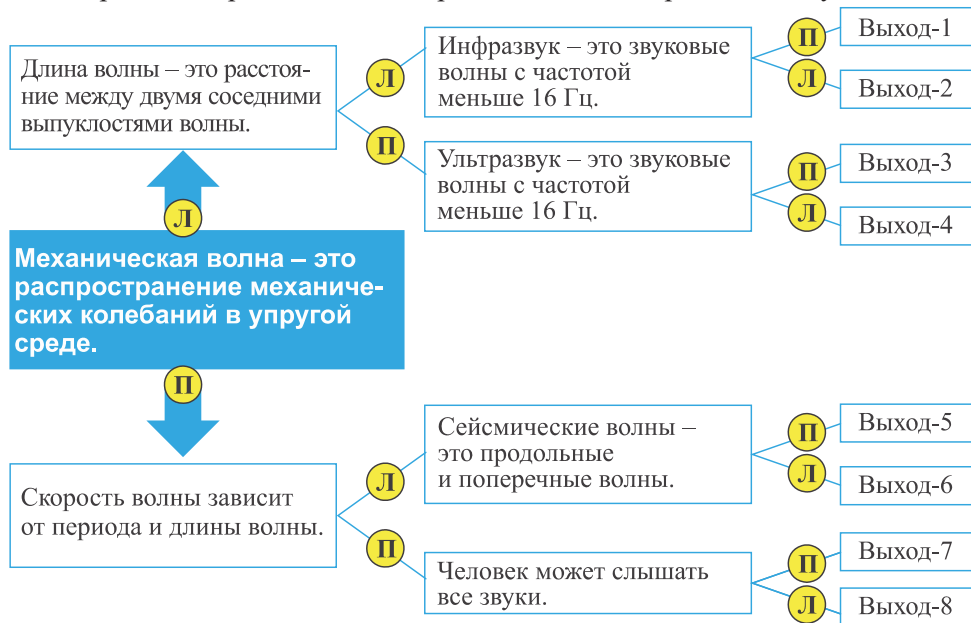 Длина волны – это расстоя-
ние между двумя соседними
выпуклостями волны.
Л
П
Инфразвук – это звуковые
волны с частотой
меньше 16 Гц.
П
Л
Выход-1
Выход-2
Ультразвук – это звуковые
волны с частотой
меньше 16 Гц.
П
Л
Выход-3
Выход-4
Л
Механическая волна – это
распространение механиче-
ских колебаний в упругой
среде.
П
Скорость волны зависит
от периода и длины волны.
Л
П
Сейсмические волны –
это продольные
и поперечные волны.
П
Л
Выход-5
Выход-6
Человек может слышать
все звуки.
П
Л
Выход-7
Выход-8